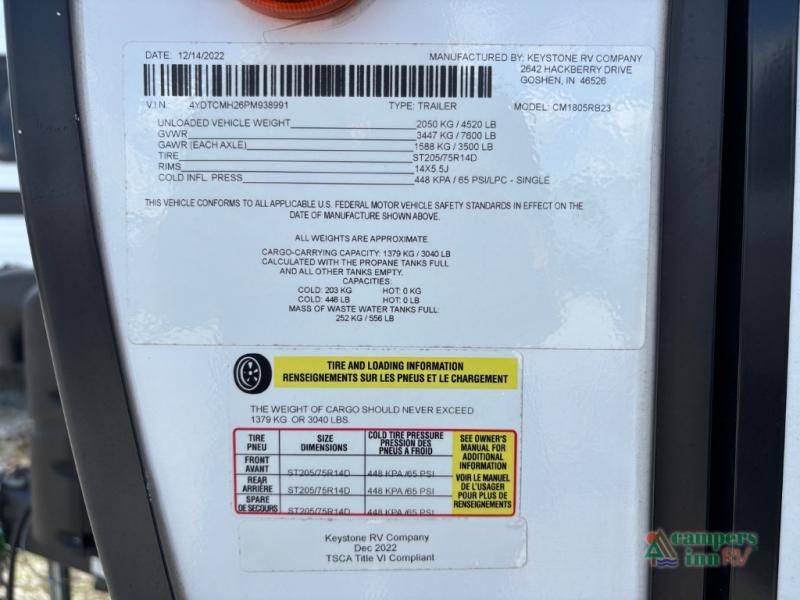 DATE: 12/14/2022 MANUFACTURED BY: KEYSTONE RV COMPANY
2642 HACKBERRY DRIVE
GOSHEN, IN 46526
V.I.N. 4YDTCMH26PM938991 TYPE: TRAILER MODEL: CM1805RB23
UNLOADED VEHICLE WEIGHT 2050 KG / 4520 LB
GVWR 3447 KG / 7600 LB
GAWR (EACH AXLE) 1588 KG / 3500 LB
TIRE ST205/75R14D
RIMS 14X5.5J
COLD INFL. PRESS 448 KPA / 65 PSI/LPC - SINGLE
THIS VEHICLE CONFORMS TO ALL APPLICABLE U.S. FEDERAL MOTOR VEHICLE SAFETY STANDARDS IN EFFECT ON THE
DATE OF MANUFACTURE SHOWN ABOVE.
ALL WEIGHTS ARE APPROXIMATE.
CARGO-CARRYING CAPACITY: 1379 KG / 3040 LB
CALCULATED WITH THE PROPANE TANKS FULL
AND ALL OTHER TANKS EMPTY.
CAPACITIES:
COLD: 203 KG HOT: 0 KG
COLD: 448 LB HOT: 0 LB
MASS OF WASTE WATER TANKS FULL:
252 KG / 556 LB
TIRE AND LOADING INFORMATION
RENSEIGNEMENTS SUR LES PNEUS ET LE CHARGEMENT
THE WEIGHT OF CARGO SHOULD NEVER EXCEED
1379 KG OR 3040 LBS.
TIRE
PNEU
SIZE
DIMENSIONS
COLD TIRE PRESSURE
PRESSION DES
PNEUS A FROID
SEE OWNER'S
MANUAL FOR
ADDITIONAL
INFORMATION
VOIR LE MANUEL
DE L'USAGER
POUR PLUS DE
RENSEIGNEMENTS
FRONT
AVANT
ST205/75R14D 448 KPA /65 PSI
REAR
ARRIÈRE
ST205/75R14D 448 KPA /65 PSI
SPARE
DE SECOURS
ST205/75R14D 448 KPA /65 PSI
Keystone RV Company
Dec 2022
TSCA Title VI Compliant
campers
inn RV